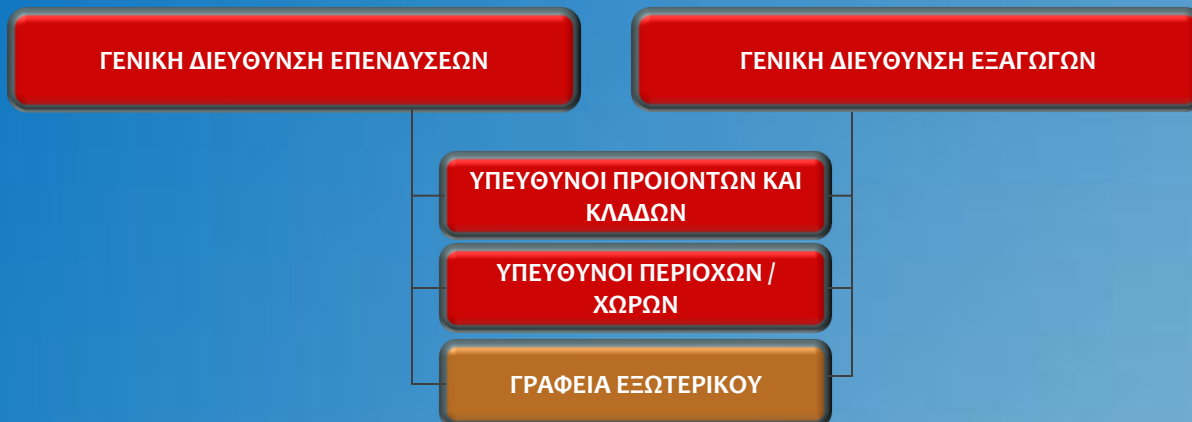 ΓΕΝΙΚΗ ΔΙΕΥΘΥΝΣΗ ΕΠΕΝΔΥΣΕΩΝ
ΓΕΝΙΚΗ ΔΙΕΥΘΥΝΣΗ ΕΞΑΓΩΓΩΝ
ΥΠΕΥΘΥΝΟΙ ΠΡΟΙΟΝΤΩΝ ΚΑΙ
ΚΛΑΔΩΝ
ΥΠΕΥΘΥΝΟΙ ΠΕΡΙΟΧΩΝ /
ΧΩΡΩΝ
ΓΡΑΦΕΙΑ ΕΞΩΤΕΡΙΚΟΥ